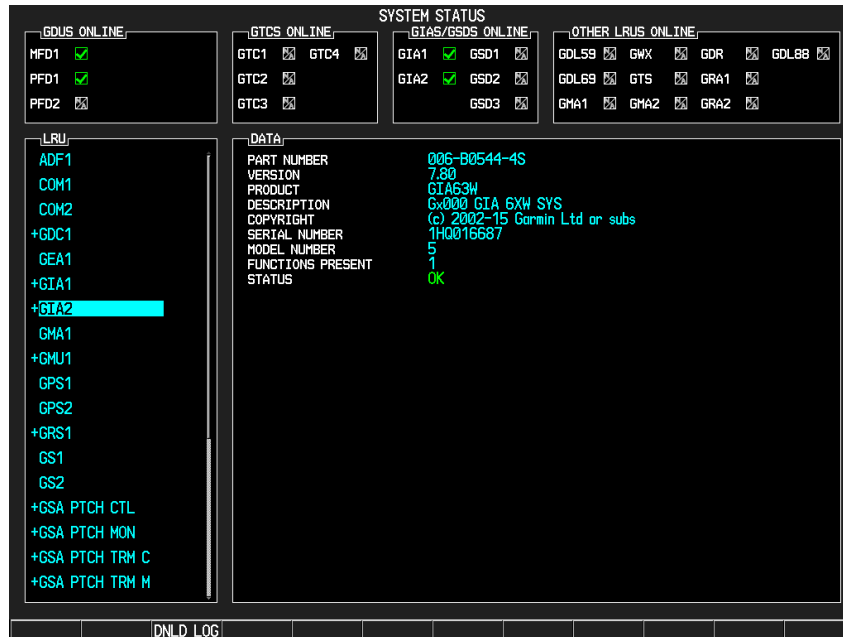 SYSTEM STATUS
GDUS ONLINE
MFD1
PFD1
PFD2
GTCS ONLINE
GTC1 GTC4
GTC2
GTC3
GIAS/GSDS ONLINE
GIA1 GSD1
GIA2 GSD2
GSD3
OTHER LRUS ONLINE
GDL59 GWX GDR GDL88
GDL69 GTS GRA1
GMA1 GMA2 GRA2
LRU
ADF1
COM1
COM2
+GDC1
GEA1
+GIA1
+GIA2
GMA1
+GMU1
GPS1
GPS2
+GRS1
GS1
GS2
+GSA PTCH CTL
+GSA PTCH MON
+GSA PTCH TRM C
+GSA PTCH TRM M
DATA
PART NUMBER 006-B0544-4S
VERSION 7.80
PRODUCT GIA63W
DESCRIPTION Gx000 GIA 6XW SYS
COPYRIGHT (c) 2002-15 Garmin Ltd or subs
SERIAL NUMBER 1HQ016687
MODEL NUMBER 5
FUNCTIONS PRESENT 1
STATUS OK
DNLD LOG